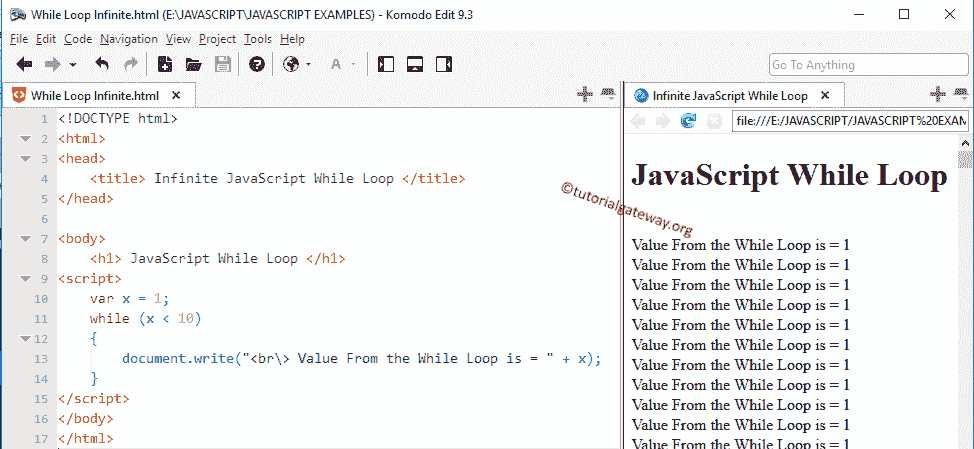 While Loop Infinite.html (E:\JAVASCRIPT\JAVASCRIPT EXAMPLES) - Komodo Edit 9.3
File Edit Code Navigation View Project Tools Help
Go To Anything
While Loop Infinite.html
1 <!DOCTYPE html>
2 <html>
3 <head>
4 <title> Infinite JavaScript While Loop </title>
5 </head>
6
7 <body>
8 <h1> JavaScript While Loop </h1>
9 <script>
10 var x = 1;
11 while (x < 10)
12 {
13 document.write("<br\> Value From the While Loop is = " + x);
14 }
15 </script>
16 </body>
17 </html>
©tutorialgateway.org
Infinite JavaScript While Loop
file:///E:/JAVASCRIPT/JAVASCRIPT%20EXAM
JavaScript While Loop
Value From the While Loop is = 1
Value From the While Loop is = 1
Value From the While Loop is = 1
Value From the While Loop is = 1
Value From the While Loop is = 1
Value From the While Loop is = 1
Value From the While Loop is = 1
Value From the While Loop is = 1
Value From the While Loop is = 1
Value From the While Loop is = 1
Value From the While Loop is = 1